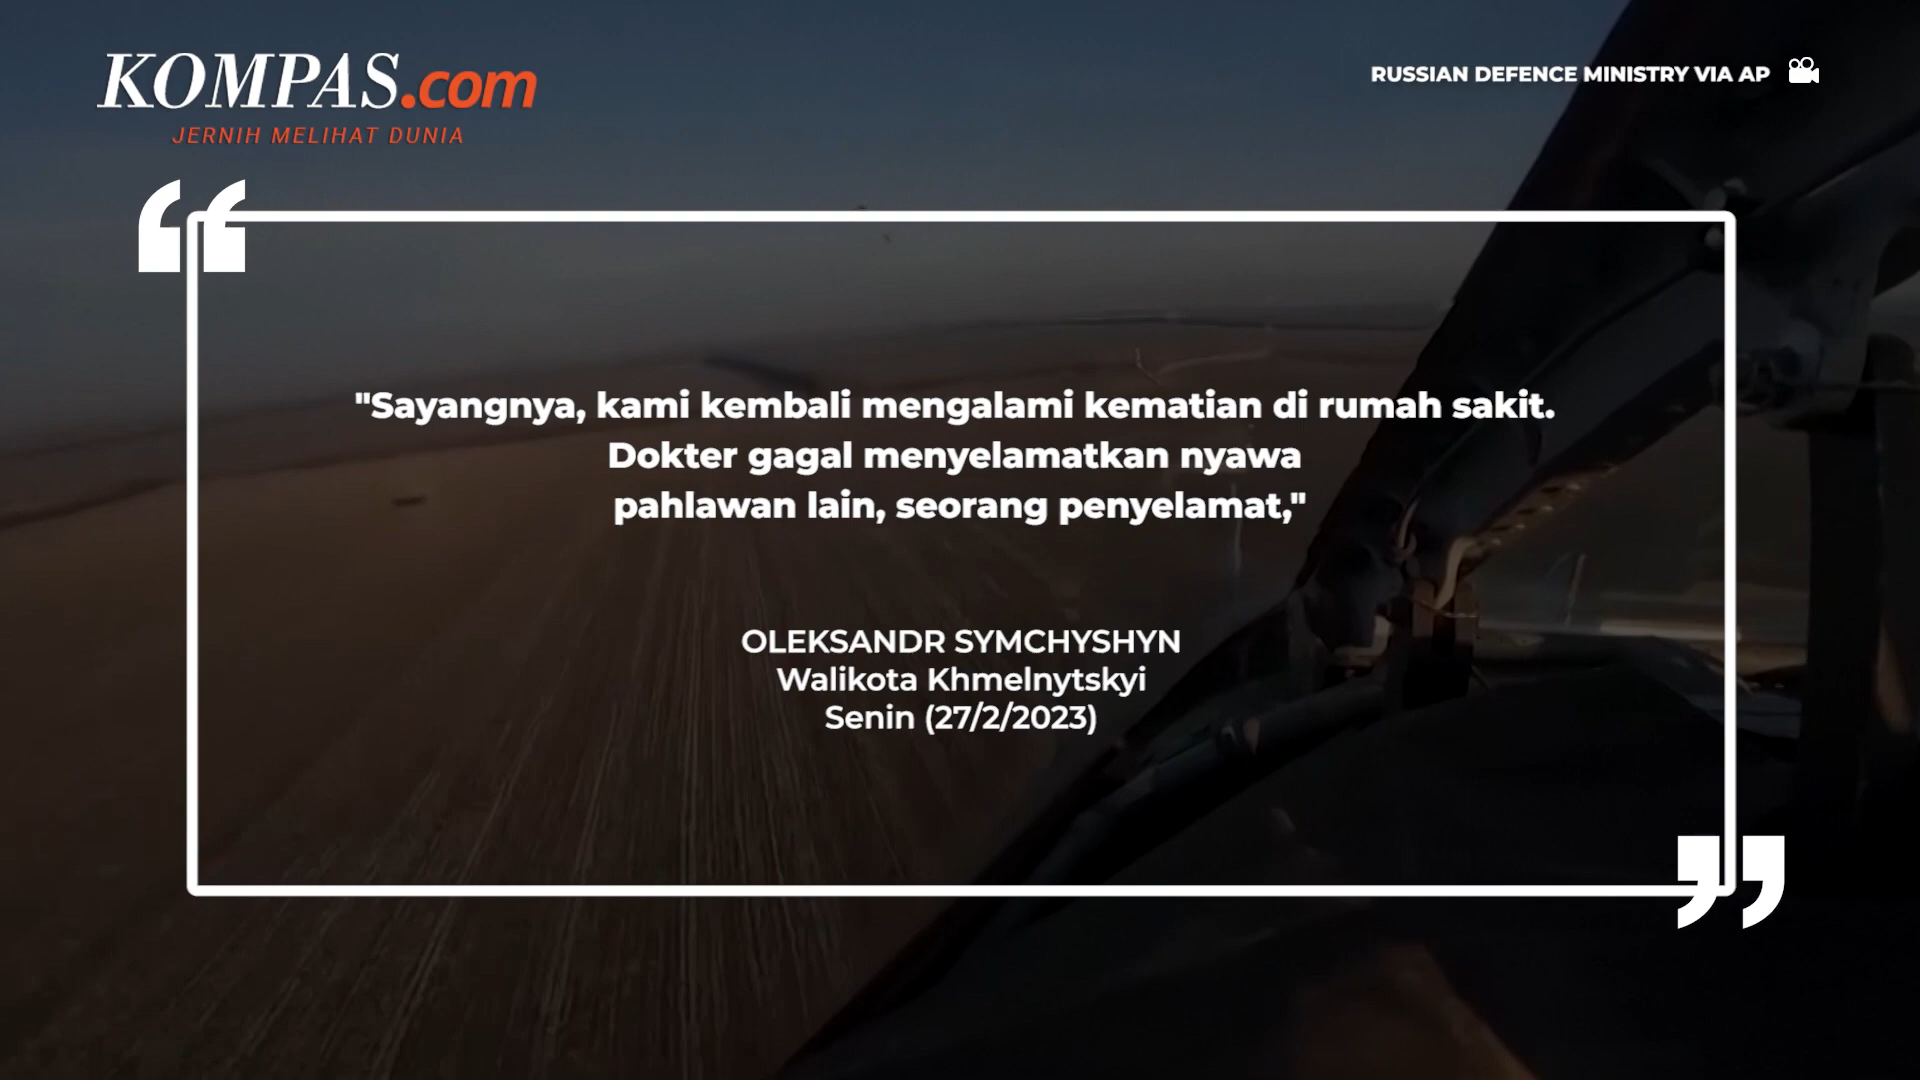 KOMPAS.com
JERNIH MELIHAT DUNIA
RUSSIAN DEFENCE MINISTRY VIA AP
"Sayangnya, kami kembali mengalami kematian di rumah sakit.
Dokter gagal menyelamatkan nyawa
pahlawan lain, seorang penyelamat,"
OLEKSANDR SYMCHYSHYN
Walikota Khmelnytskyi
Senin (27/2/2023)